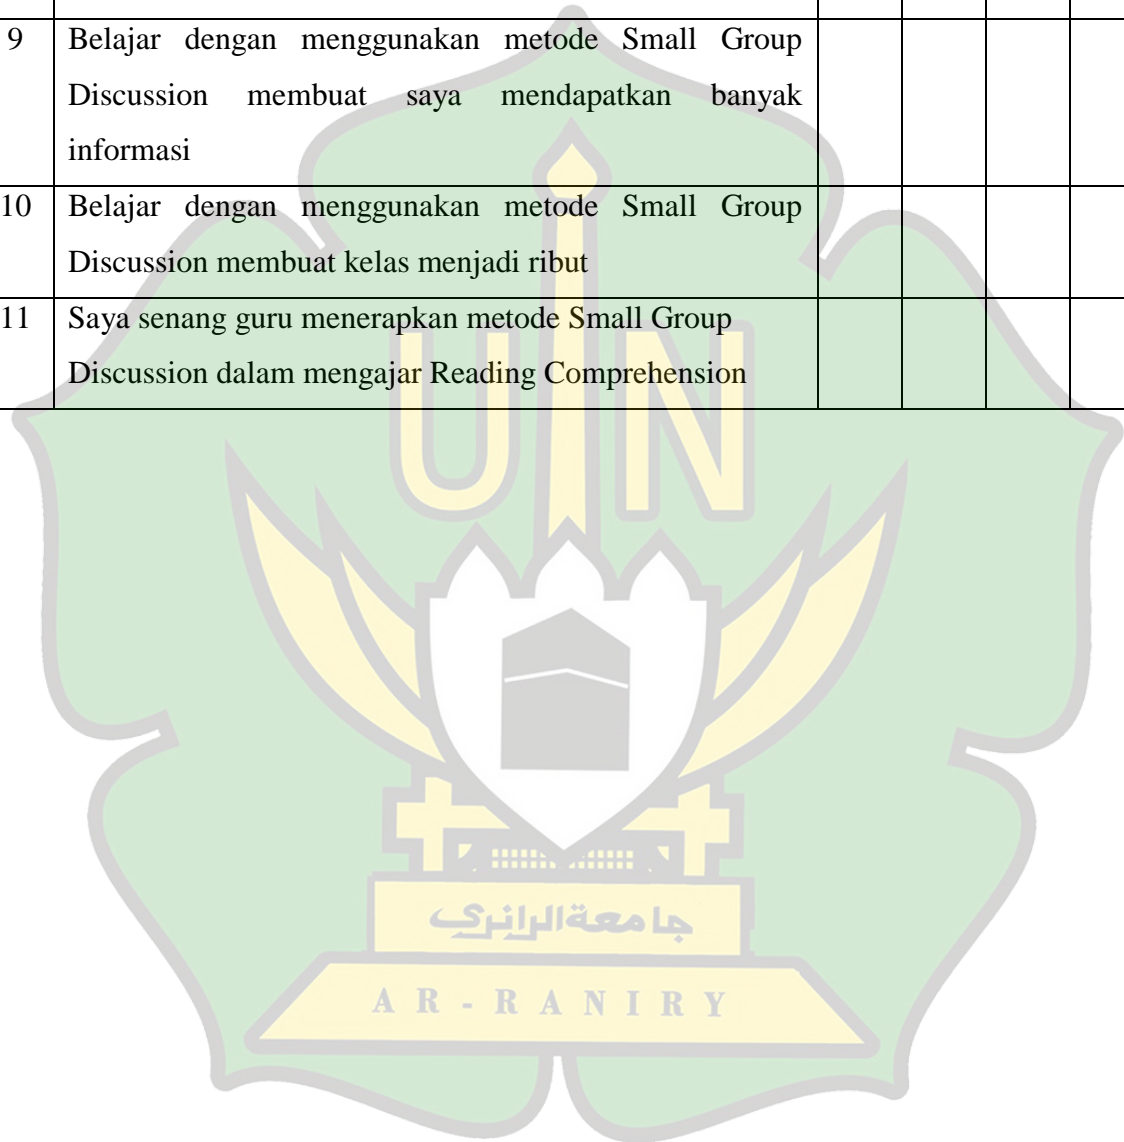 9 Belajar dengan menggunakan metode Small Group
Discussion membuat saya mendapatkan banyak
informasi
10 Belajar dengan menggunakan metode Small Group
Discussion membuat kelas menjadi ribut
11 Saya senang guru menerapkan metode Small Group
Discussion dalam mengajar Reading Comprehension
UIN
جامعةالرانري
AR-RANIRY